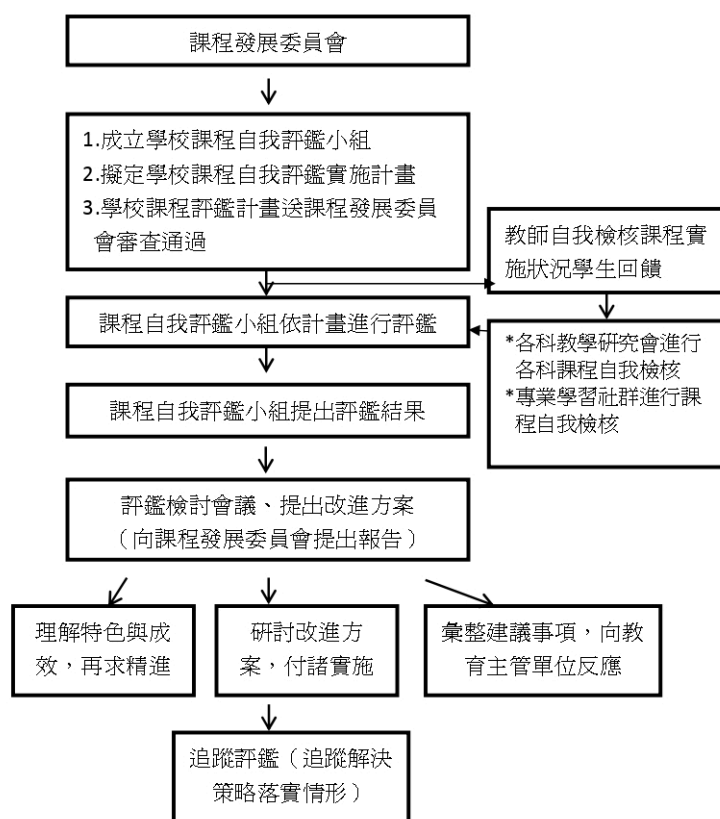 課程發展委員會
1.成立學校課程自我評鑑小組
2.擬定學校課程自我評鑑實施計畫
3.學校課程評鑑計畫送課程發展委員
會審查通過
教師自我檢核課程實
施狀況學生回饋
課程自我評鑑小組依計畫進行評鑑
*各科教學研究會進行
各科課程自我檢核
*專業學習社群進行課
程自我檢核
課程自我評鑑小組提出評鑑結果
評鑑檢討會議、提出改進方案
（向課程發展委員會提出報告）
理解特色與成
效，再求精進
研討改進方
案，付諸實施
彙整建議事項，向教
育主管單位反應
追蹤評鑑（追蹤解決
策略落實情形）